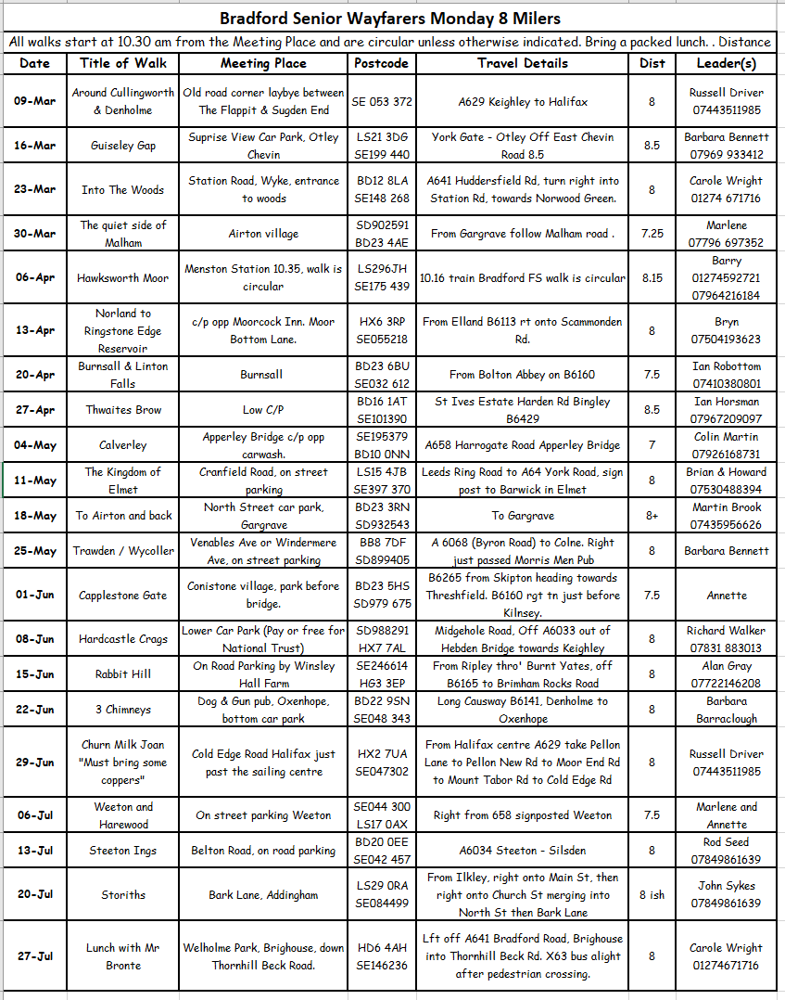 Bradford Senior Wayfarers Monday 8 Milers
All walks start at 10.30 am from the Meeting Place and are circular unless otherwise indicated. Bring a packed lunch. . Distance
Date Title of Walk Meeting Place Postcode Travel Details Dist Leader(s)
09-Mar Around Cullingworth & Denholme Old road corner laybye between The Flappit & Sugden End SE 053 372 A629 Keighley to Halifax 8 Russell Driver 07443511985
16-Mar Guiseley Gap Suprise View Car Park, Otley Chevin LS21 3DG SE199 440 York Gate - Otley Off East Chevin Road 8.5 8.5 Barbara Bennett 07969 933412
23-Mar Into The Woods Station Road, Wyke, entrance to woods BD12 8LA SE148 268 A641 Huddersfield Rd, turn right into Station Rd, towards Norwood Green. 8 Carole Wright 01274 671716
30-Mar The quiet side of Malham Airton village SD902591 BD23 4AE From Gargrave follow Malham road . 7.25 Marlene 07796 697352
06-Apr Hawksworth Moor Menston Station 10.35, walk is circular LS296JH SE175 439 10.16 train Bradford FS walk is circular 8.15 Barry 01274592721 07964216184
13-Apr Norland to Ringstone Edge Reservoir c/p opp Moorcock Inn. Moor Bottom Lane. HX6 3RP SE055218 From Elland B6113 rt onto Scammonden Rd. 8 Bryn 07504193623
20-Apr Burnsall & Linton Falls Burnsall BD23 6BU SE032 612 From Bolton Abbey on B6160 7.5 Ian Robottom 07410380801
27-Apr Thwaites Brow Low C/P BD16 1AT SE101390 St Ives Estate Harden Rd Bingley B6429 8.5 Ian Horsman 07967209097
04-May Calverley Apperley Bridge c/p opp carwash. SE195379 BD10 0NN A658 Harrogate Road Apperley Bridge 7 Colin Martin 07926168731
11-May The Kingdom of Elmet Cranfield Road, on street parking LS15 4JB SE397 370 Leeds Ring Road to A64 York Road, sign post to Barwick in Elmet 8 Brian & Howard 07530488394
18-May To Airton and back North Street car park, Gargrave BD23 3RN SD932543 To Gargrave 8+ Martin Brook 07435956626
25-May Trawden / Wycoller Venables Ave or Windermere Ave, on street parking BB8 7DF SD899405 A 6068 (Byron Road) to Colne. Right just passed Morris Men Pub 8 Barbara Bennett
01-Jun Capplestone Gate Conistone village, park before bridge. BD23 5HS SD979 675 B6265 from Skipton heading towards Threshfield. B6160 rgt tn just before Kilnsey. 7.5 Annette
08-Jun Hardcastle Crags Lower Car Park (Pay or free for National Trust) SD988291 HX7 7AL Midgehole Road, Off A6033 out of Hebden Bridge towards Keighley 8 Richard Walker 07831 883013
15-Jun Rabbit Hill On Road Parking by Winsley Hall Farm SE246614 HG3 3EP From Ripley thro' Burnt Yates, off B6165 to Brimham Rocks Road 8 Alan Gray 07722146208
22-Jun 3 Chimneys Dog & Gun pub, Oxenhope, bottom car park BD22 9SN SE048 343 Long Causway B6141, Denholme to Oxenhope 8 Barbara Barraclough
29-Jun Churn Milk Joan "Must bring some coppers" Cold Edge Road Halifax just past the sailing centre HX2 7UA SE047302 From Halifax centre A629 take Pellon Lane to Pellon New Rd to Moor End Rd to Mount Tabor Rd to Cold Edge Rd 8 Russell Driver 07443511985
06-Jul Weeton and Harewood On street parking Weeton SE044 300 LS17 0AX Right from 658 signposted Weeton 7.5 Marlene and Annette
13-Jul Steeton Ings Belton Road, on road parking BD20 0EE SE042 457 A6034 Steeton - Silsden 8 Rod Seed 07849861639
20-Jul Storiths Bark Lane, Addingham LS29 0RA SE084499 From Ilkley, right onto Main St, then right onto Church St merging into North St then Bark Lane 8 ish John Sykes 07849861639
27-Jul Lunch with Mr Bronte Welholme Park, Brighouse, down Thornhill Beck Road. HD6 4AH SE146236 Lft off A641 Bradford Road, Brighouse into Thornhill Beck Rd. X63 bus alight after pedestrian crossing. 8 Carole Wright 01274671716